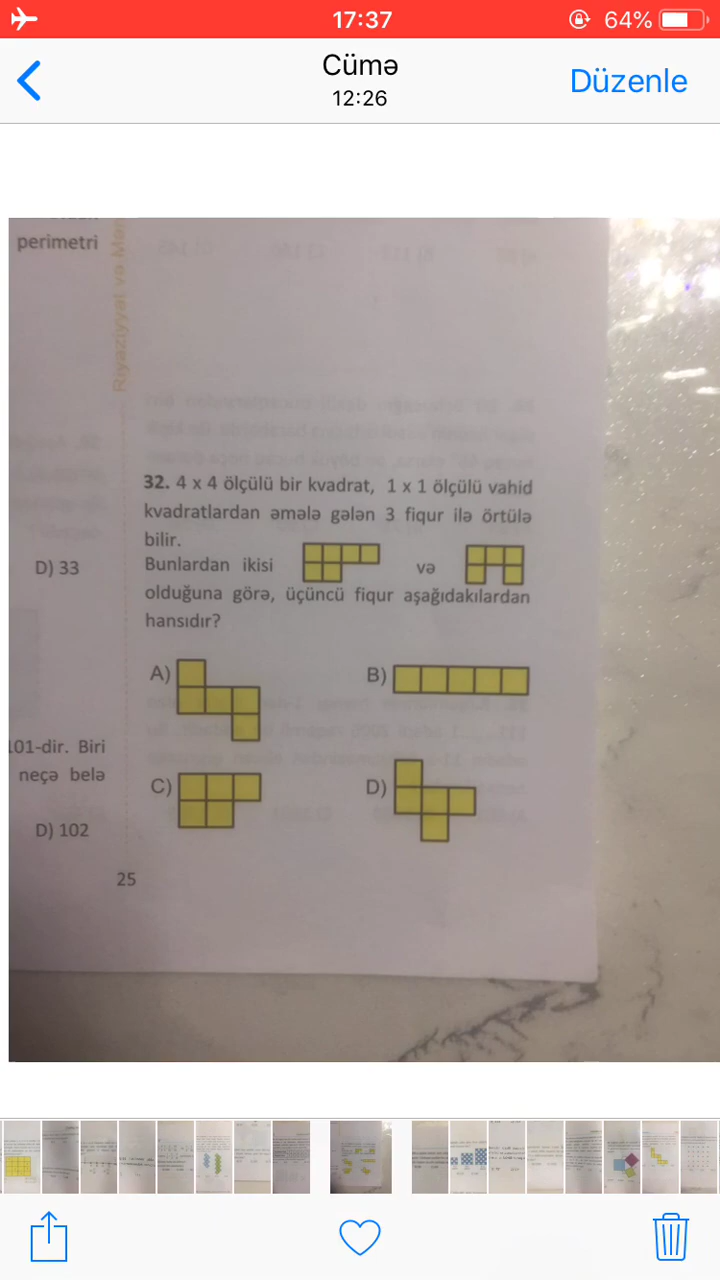 17:37
64%
Cümə
12:26
Düzenle
perimetri
Riyaziyyat və
32. 4 x 4 ölçülü bir kvadrat, 1 x 1 ölçülü vahid
kvadratlardan əmələ gələn 3 fiqur ilə örtülə
bilir.
D) 33
Bunlardan ikisi və
olduğuna görə, üçüncü fiqur aşağıdakılardan
hansıdır?
A)
B)
101-dir. Biri
neçə belə
C)
D)
D) 102
25